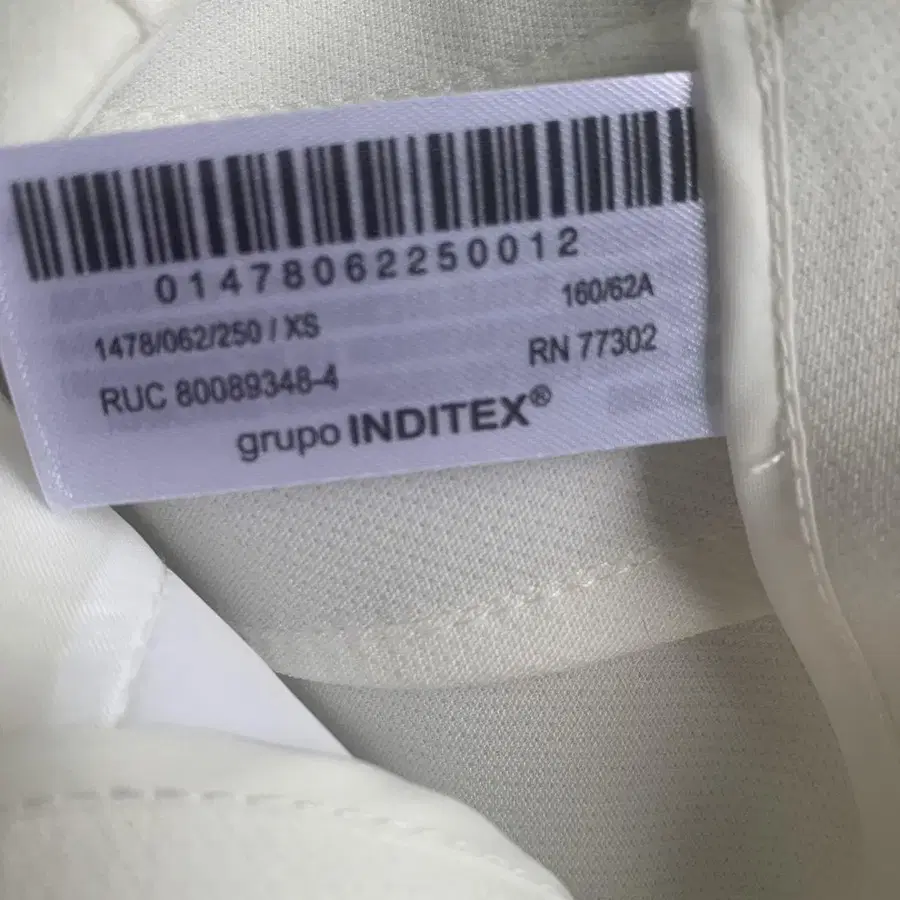 01478062250012
1478/062/250 / XS
160/62A
RUC 80089348-4
RN 77302
grupo INDITEX®